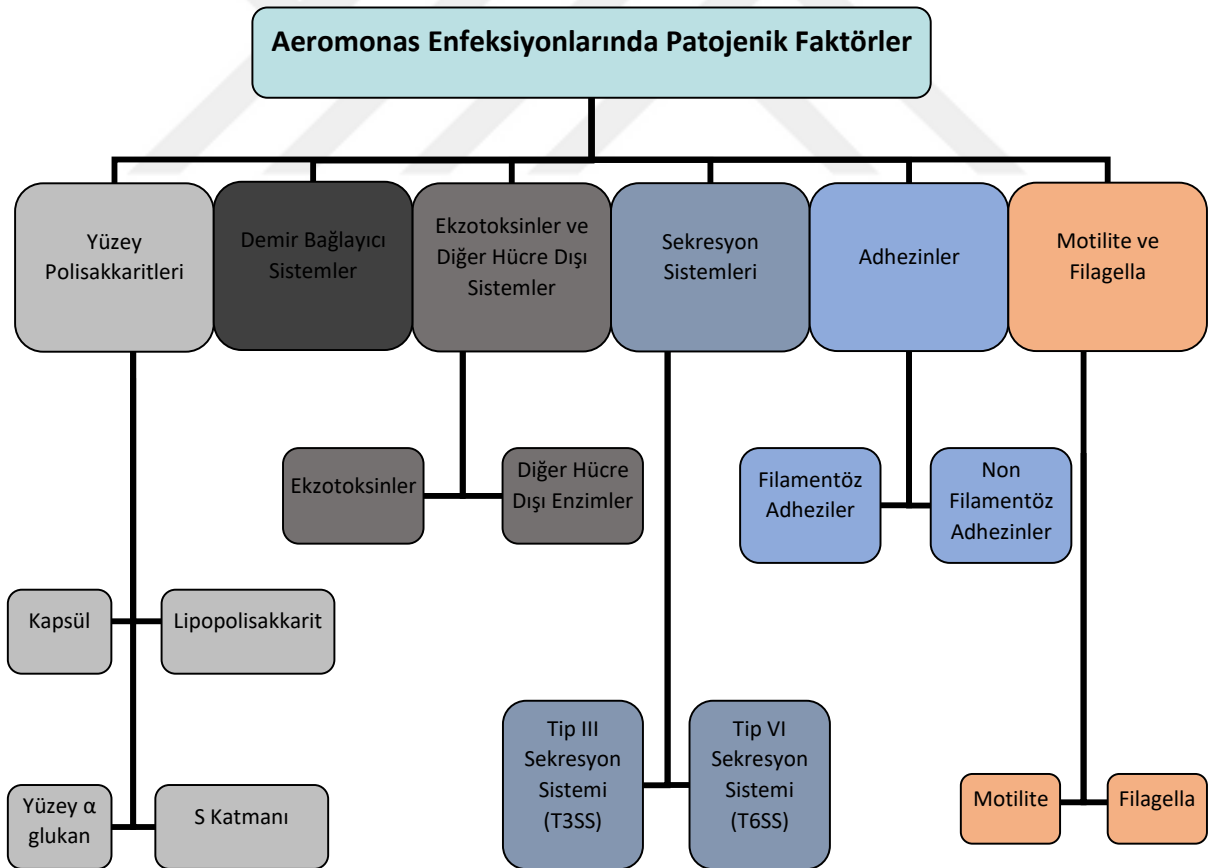 Aeromonas Enfeksiyonlarında Patojenik Faktörler
Yüzey
Polisakkaritleri
Demir Bağlayıcı
Sistemler
Ekzotoksinler ve
Diğer Hücre Dışı
Sistemler
Sekresyon
Sistemleri
Adhezinler
Motilite ve
Filagella
Ekzotoksinler
Diğer Hücre
Dışı Enzimler
Filamentöz
Adheziler
Non
Filamentöz
Adhezinler
Kapsül
Lipopolisakkarit
Tip III
Sekresyon
Sistemi
(T3SS)
Tip VI
Sekresyon
Sistemi
(T6SS)
Yüzey α
glukan
S Katmanı
Motilite
Filagella